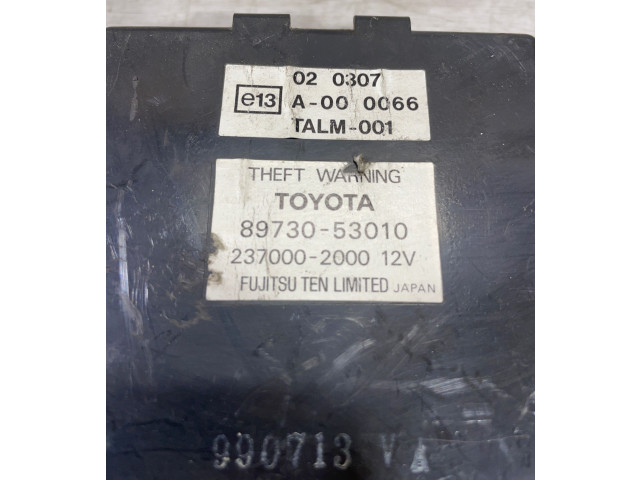 02 0307
e13 A-00 0066
TALM-001
THEFT WARNING
TOYOTA
89730-53010
237000-2000 12V
FUJITSU TEN LIMITED JAPAN
990713